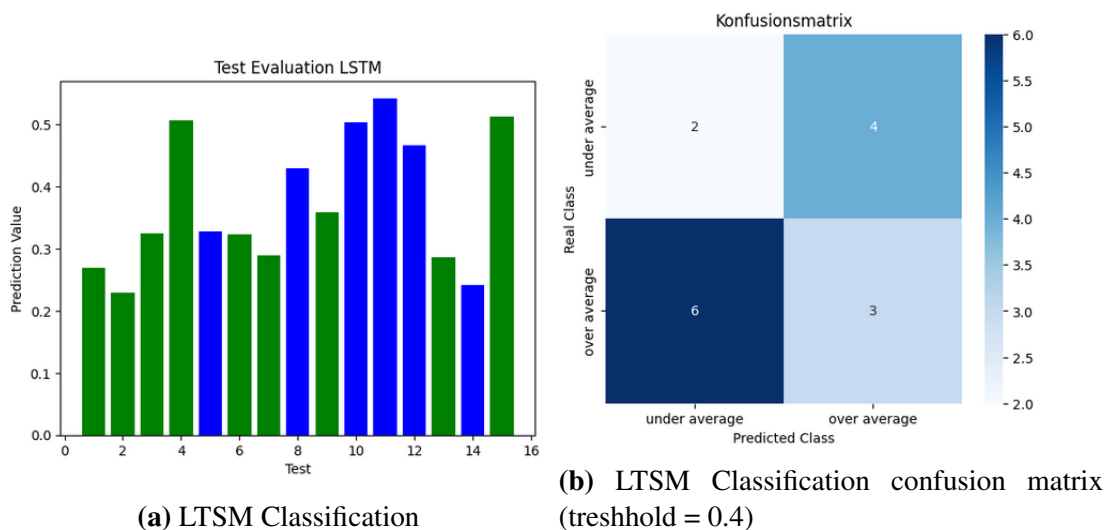 Test Evaluation LSTM
Prediction Value
0.5
0.4
0.3
0.2
0.1
0.0
0 2 4 6 8 10 12 14 16
Test
(a) LTSM Classification
Konfusionsmatrix
Real Class
under average
over average
2 4
6 3
under average over average
Predicted Class
6.0
5.5
5.0
4.5
4.0
3.5
3.0
2.5
2.0
(b) LTSM Classification confusion matrix
(treshhold = 0.4)